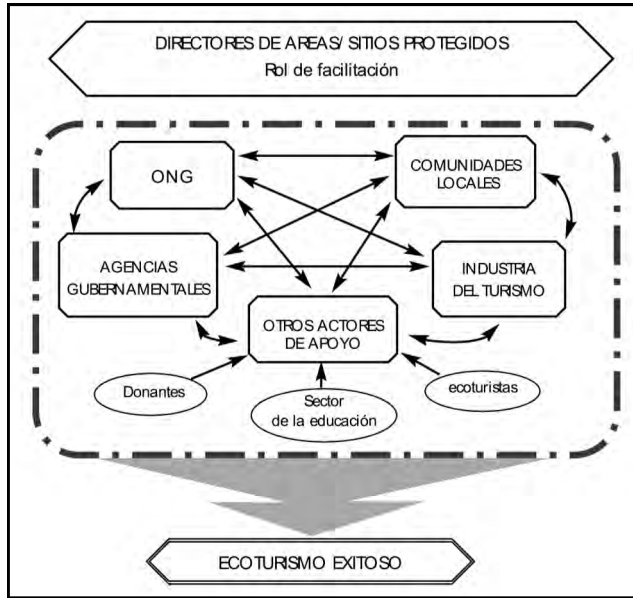 DIRECTORES DE AREAS/ SITIOS PROTEGIDOS
Rol de facilitación
ONG
COMUNIDADES
LOCALES
AGENCIAS
GUBERNAMENTALES
INDUSTRIA
DEL TURISMO
OTROS ACTORES
DE APOYO
Donantes
Sector
de la educación
ecoturistas
ECOTURISMO EXITOSO